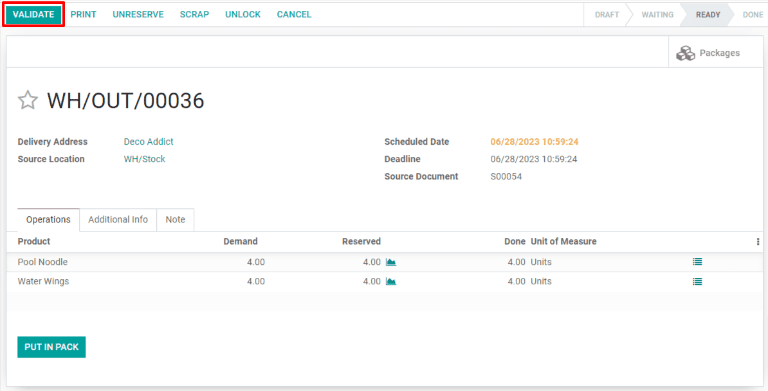 VALIDATE PRINT UNRESERVE SCRAP UNLOCK CANCEL DRAFT WAITING READY DONE
Packages
WH/OUT/00036
Delivery Address Deco Addict Scheduled Date 06/28/2023 10:59:24
Source Location WH/Stock Deadline 06/28/2023 10:59:24
Source Document S00054
Operations Additional Info Note
Product Demand Reserved Done Unit of Measure
Pool Noodle 4.00 4.00 4.00 Units
Water Wings 4.00 4.00 4.00 Units
PUT IN PACK